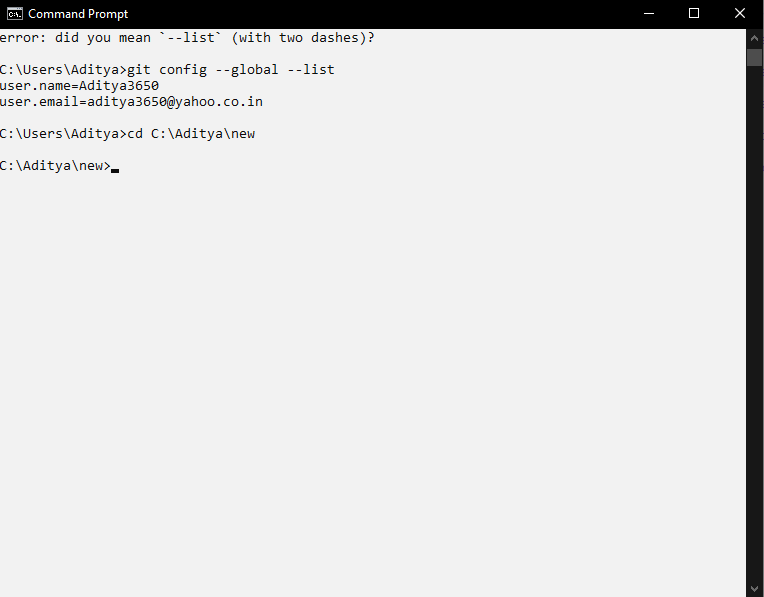 Command Prompt
error: did you mean `--list` (with two dashes)?
C:\Users\Aditya>git config --global --list
user.name=Aditya3650
user.email=aditya3650@yahoo.co.in
C:\Users\Aditya>cd C:\Aditya\new
C:\Aditya\new>